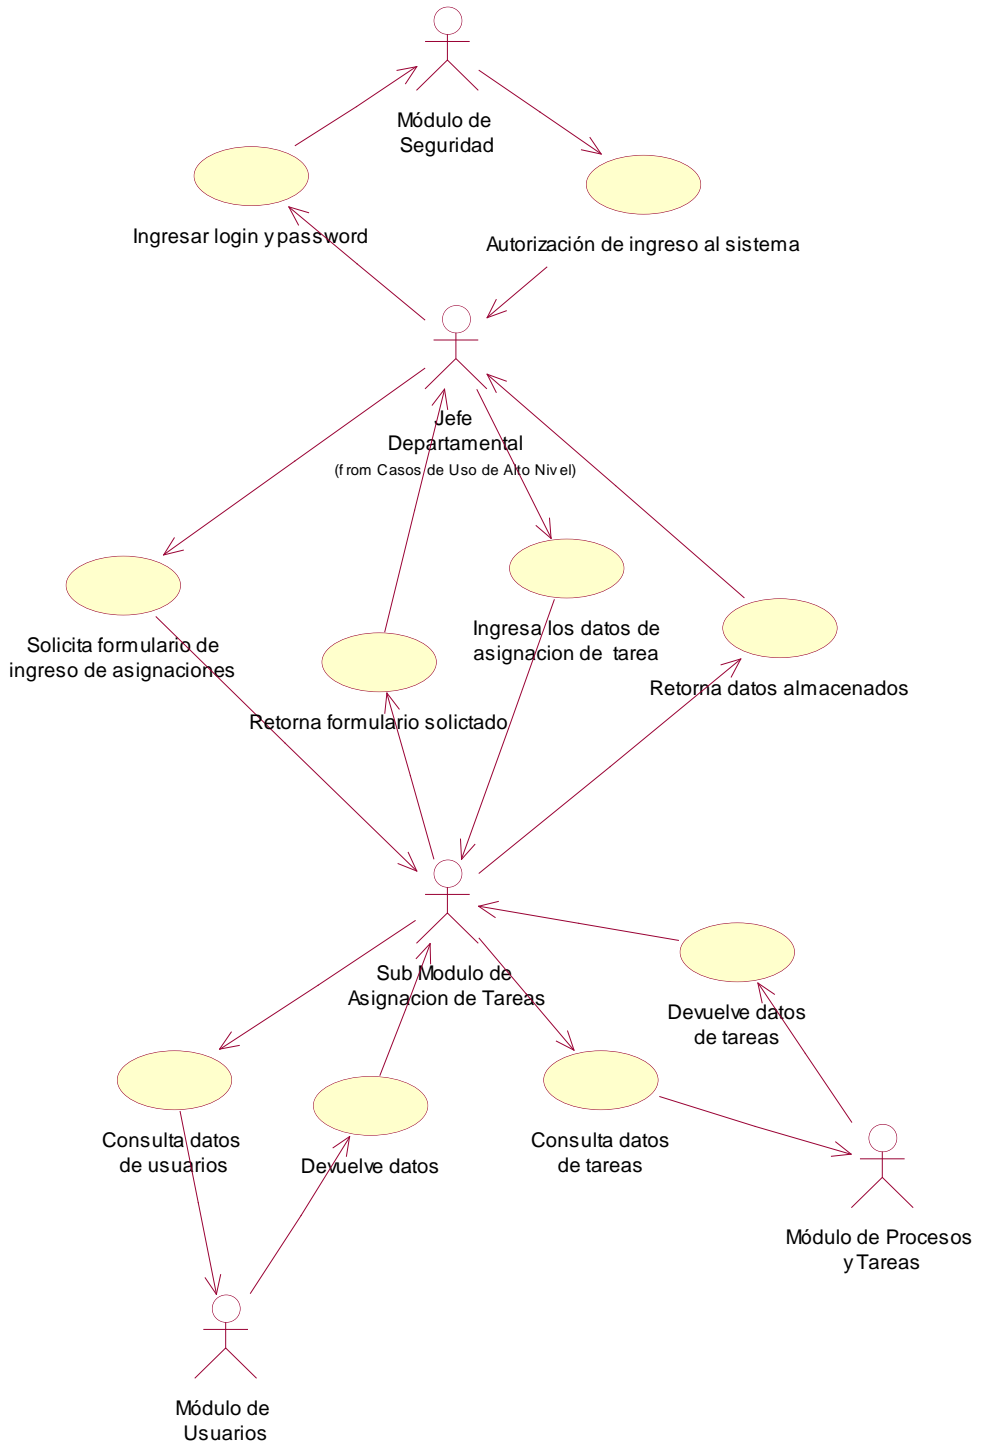 Módulo de
Seguridad
Ingresar login y password
Autorización de ingreso al sistema
Jefe
Departamental
(from Casos de Uso de Alto Nivel)
Solicita formulario de
ingreso de asignaciones
Ingresa los datos de
asignacion de tarea
Retorna datos almacenados
Retorna formulario solictado
Sub Modulo de
Asignacion de Tareas
Devuelve datos
de tareas
Consulta datos
de usuarios
Devuelve datos
Consulta datos
de tareas
Módulo de Procesos
y Tareas
Módulo de
Usuarios